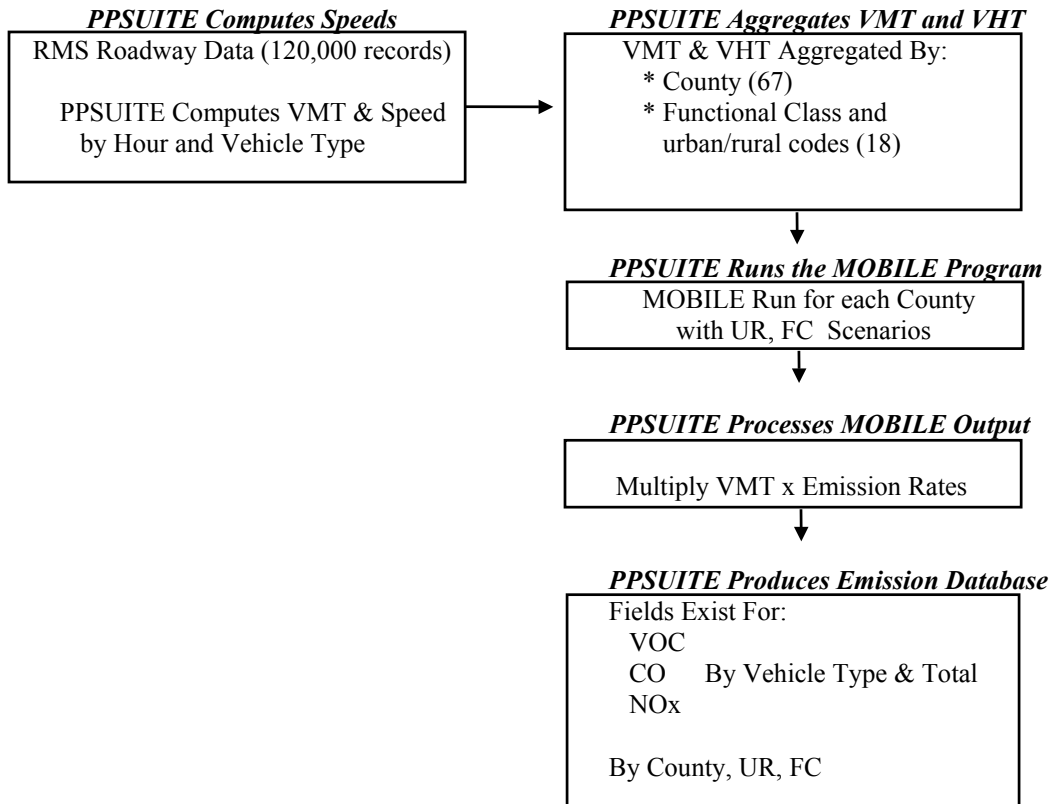 PPSUITE Computes Speeds
RMS Roadway Data (120,000 records)
PPSUITE Computes VMT & Speed
by Hour and Vehicle Type
PPSUITE Aggregates VMT and VHT
VMT & VHT Aggregated By:
* County (67)
* Functional Class and
urban/rural codes (18)
PPSUITE Runs the MOBILE Program
MOBILE Run for each County
with UR, FC Scenarios
PPSUITE Processes MOBILE Output
Multiply VMT x Emission Rates
PPSUITE Produces Emission Database
Fields Exist For:
VOC
CO By Vehicle Type & Total
NOx
By County, UR, FC